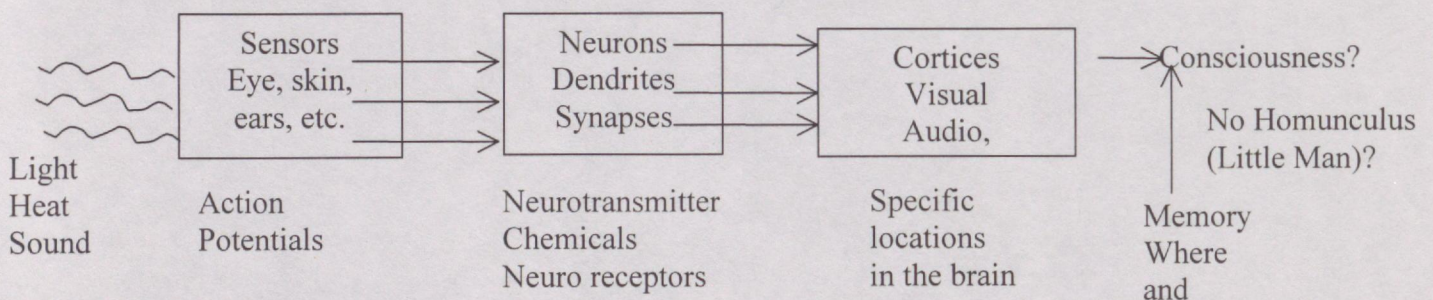 Light
Heat
Sound
Sensors
Eye, skin,
ears, etc.
Action
Potentials
Neurons
Dendrites
Synapses
Neurotransmitter
Chemicals
Neuro receptors
Cortices
Visual
Audio,
Specific
locations
in the brain
Consciousness?
No Homunculus
(Little Man)?
Memory
Where
and